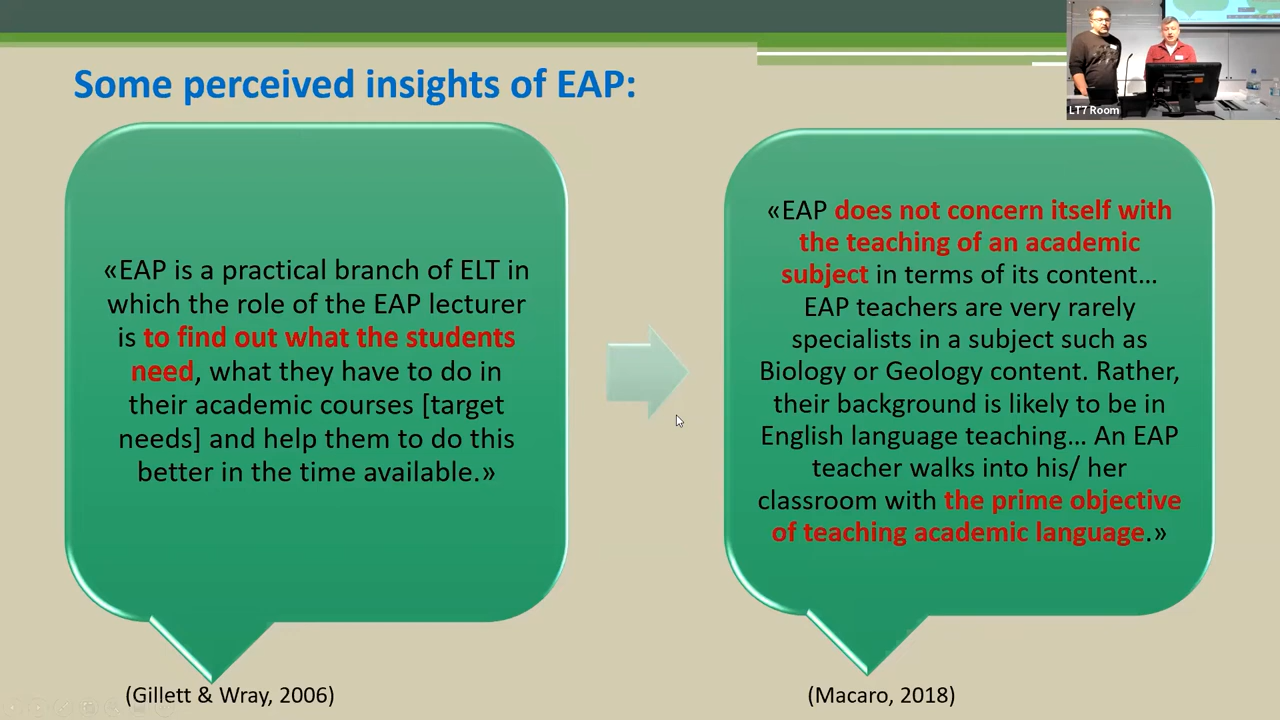 Some perceived insights of EAP:
«EAP is a practical branch of ELT in
which the role of the EAP lecturer
is to find out what the students
need, what they have to do in
their academic courses [target
needs] and help them to do this
better in the time available.»
(Gillett & Wray, 2006)
«EAP does not concern itself with
the teaching of an academic
subject in terms of its content…
EAP teachers are very rarely
specialists in a subject such as
Biology or Geology content. Rather,
their background is likely to be in
English language teaching… An EAP
teacher walks into his/ her
classroom with the prime objective
of teaching academic language.»
(Macaro, 2018)
LT7 Room